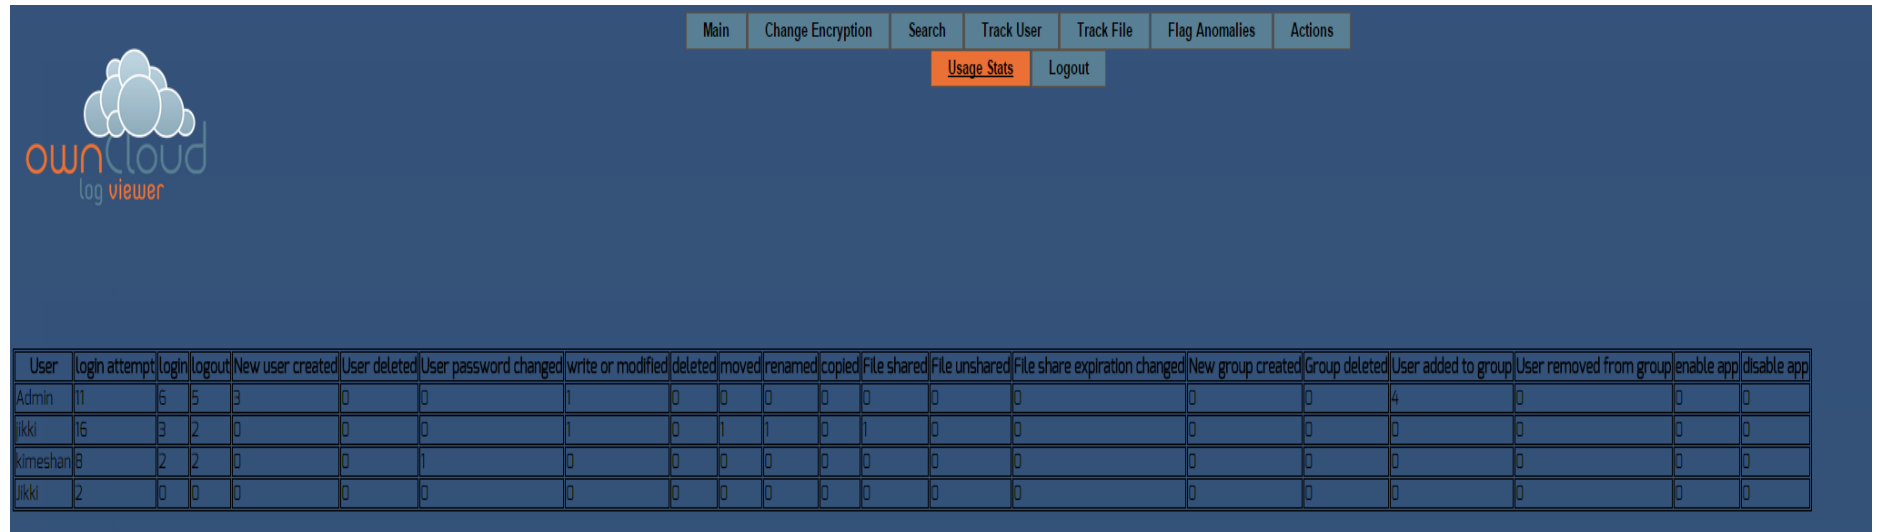 Main Change Encryption Search Track User Track File Flag Anomalies Actions
Usage Stats Logout
ownCloud
log viewer
User login attempt login logout New user created User deleted User password changed write or modified deleted moved renamed copied File shared File unshared File share expiration changed New group created Group deleted User added to group User removed from group enable app disable app
Admin 11 6 5 3 0 0 1 0 0 0 0 0 0 0 0 0 4 0 0 0
jikki 16 3 2 0 0 0 1 0 1 1 0 1 0 0 0 0 0 0 0 0
kimeshan 8 2 2 0 0 1 0 0 0 0 0 0 0 0 0 0 0 0 0 0
Jikki 2 0 0 0 0 0 0 0 0 0 0 0 0 0 0 0 0 0 0 0